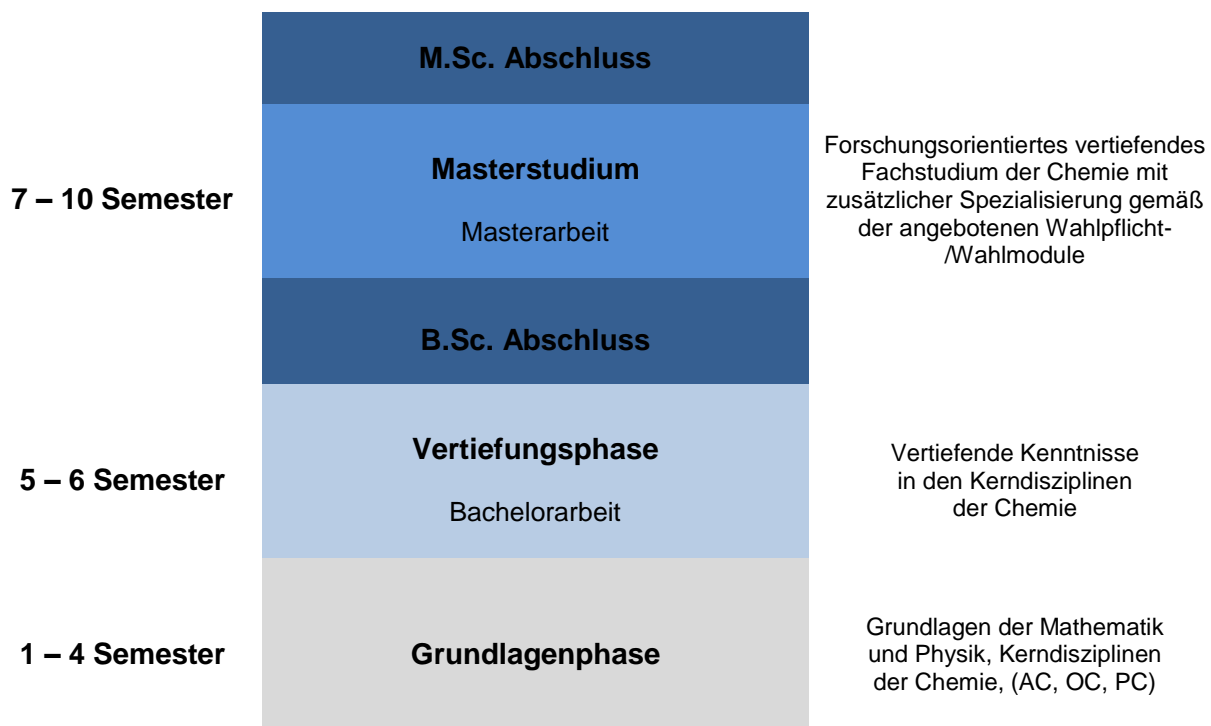 M.Sc. Abschluss
7 – 10 Semester
Masterstudium
Masterarbeit
Forschungsorientiertes vertiefendes
Fachstudium der Chemie mit
zusätzlicher Spezialisierung gemäß
der angebotenen Wahlpflicht-
/Wahlmodule
B.Sc. Abschluss
5 – 6 Semester
Vertiefungsphase
Bachelorarbeit
Vertiefende Kenntnisse
in den Kerndisziplinen
der Chemie
1 – 4 Semester
Grundlagenphase
Grundlagen der Mathematik
und Physik, Kerndisziplinen
der Chemie, (AC, OC, PC)